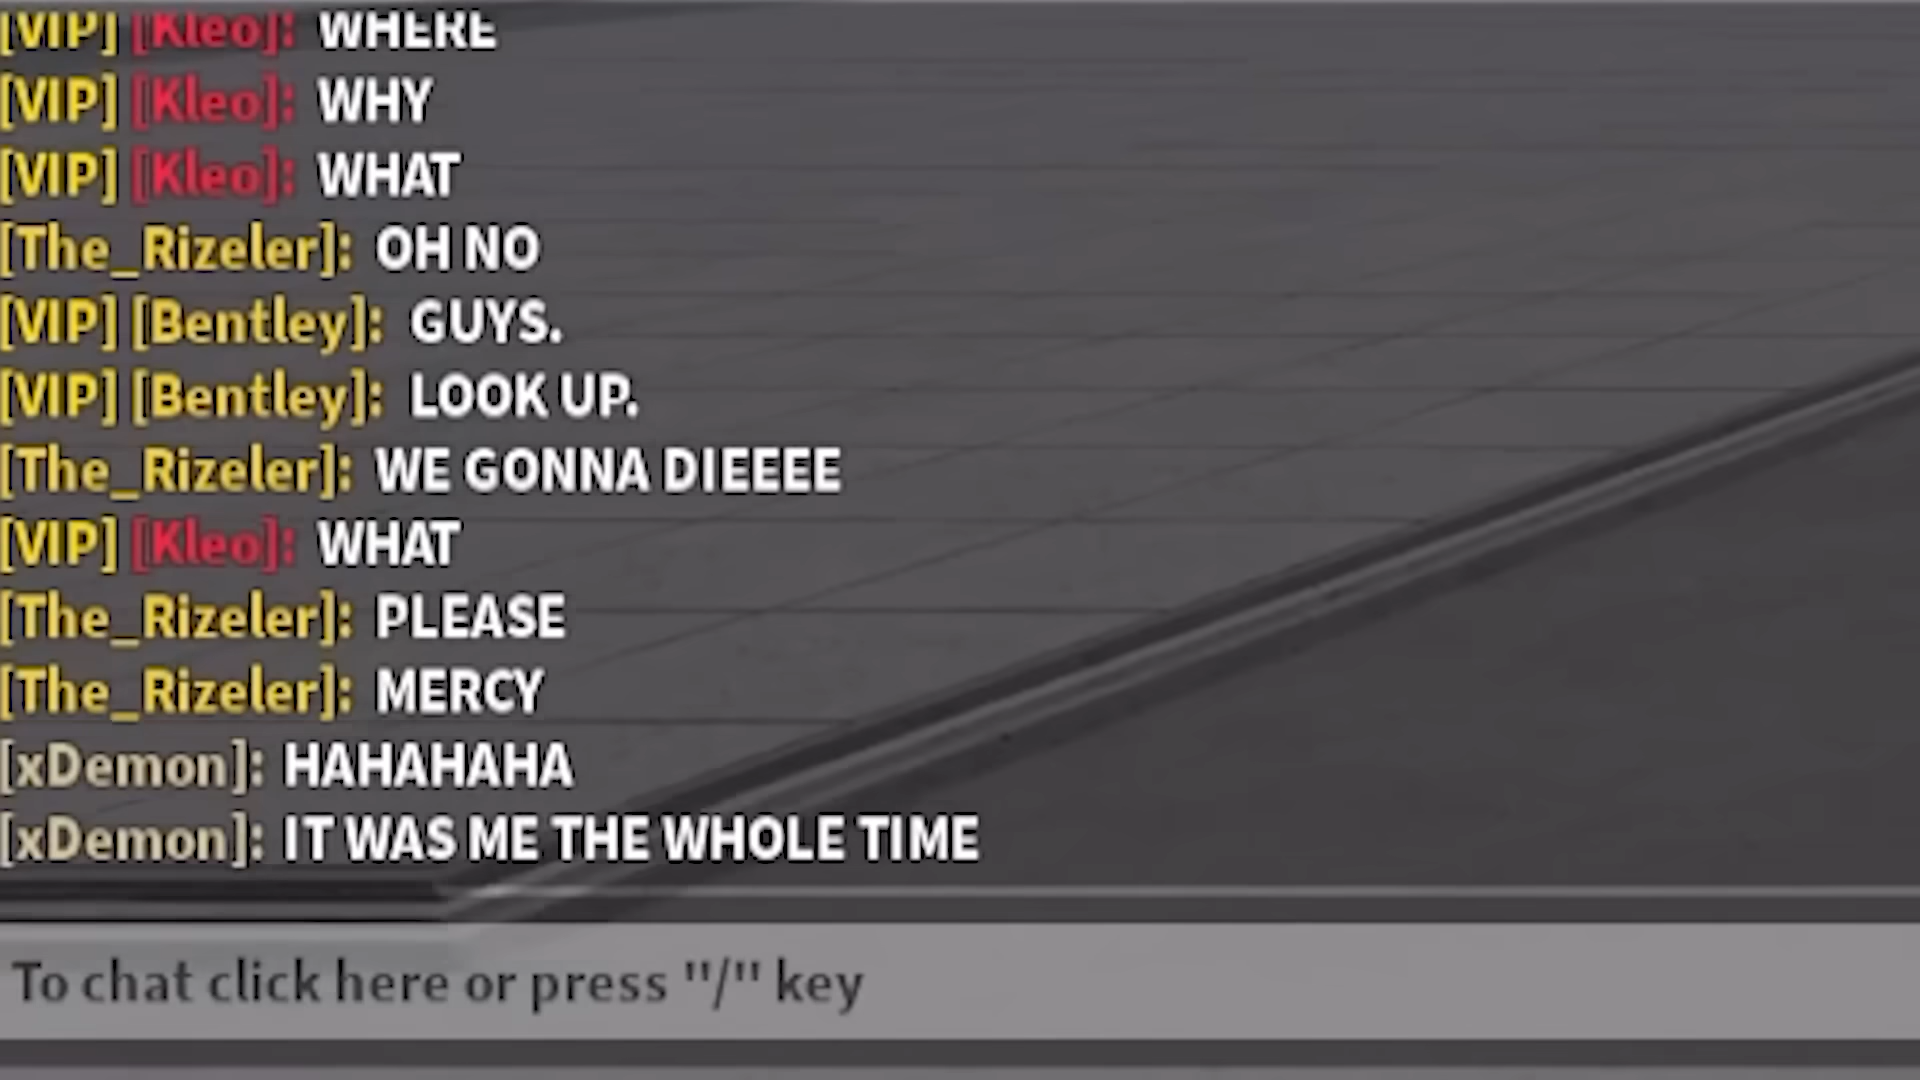 [VIP] [Kleo]: WHERE
[VIP] [Kleo]: WHY
[VIP] [Kleo]: WHAT
[The_Rizeler]: OH NO
[VIP] [Bentley]: GUYS.
[VIP] [Bentley]: LOOK UP.
[The_Rizeler]: WE GONNA DIEEEE
[VIP] [Kleo]: WHAT
[The_Rizeler]: PLEASE
[The_Rizeler]: MERCY
[xDemon]: HAHAHAHA
[xDemon]: IT WAS ME THE WHOLE TIME
To chat click here or press "/" key